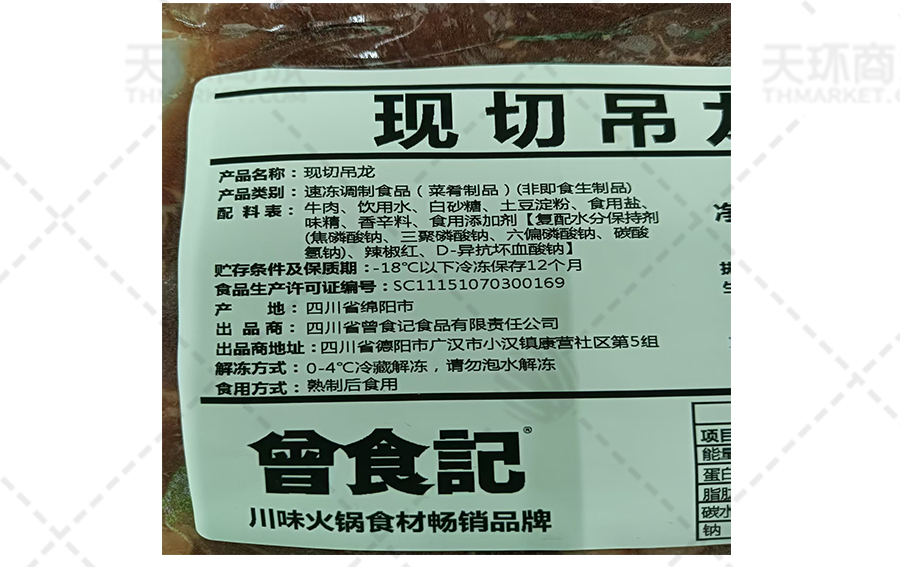 天环商
THMARKET.C
现切吊龙
产品名称：现切吊龙
产品类别：速冻调制食品（菜肴制品）(非即食生制品)
配料表：牛肉、饮用水、白砂糖、土豆淀粉、食用盐、
味精、香辛料、食用添加剂【复配水分保持剂
(焦磷酸钠、三聚磷酸钠、六偏磷酸钠、碳酸
氢钠)、辣椒红、D-异抗坏血酸钠】
净
贮存条件及保质期：-18℃以下冷冻保存12个月
食品生产许可证编号：SC11151070300169
产 地：四川省绵阳市
出品商：四川省曾食记食品有限责任公司
出品商地址：四川省德阳市广汉市小汉镇康营社区第5组
解冻方式：0-4℃冷藏解冻，请勿泡水解冻
食用方式：熟制后食用
曾食記®
川味火锅食材畅销品牌
项目
能量
蛋白
脂肪
碳水
钠